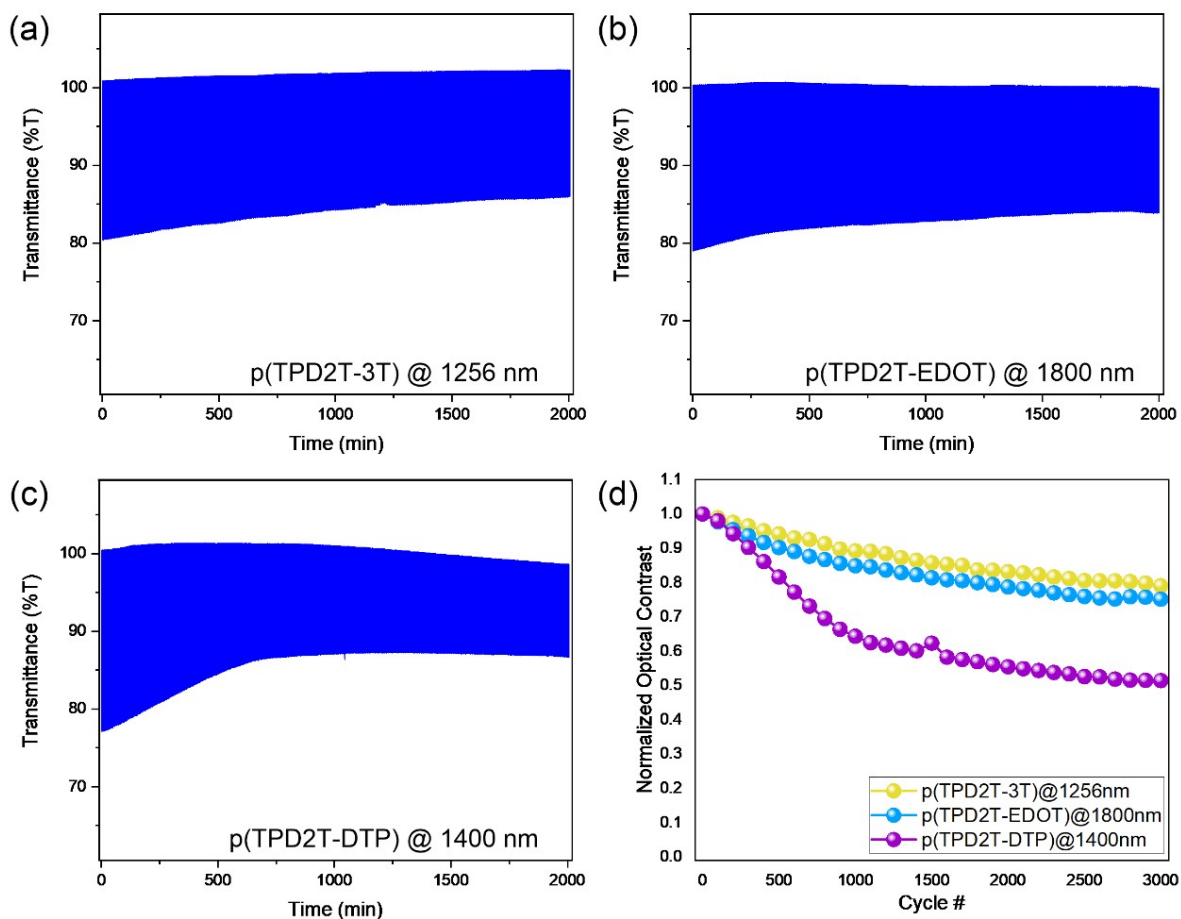 (a)
Transmittance (%T)
100
90
80
70
p(TPD2T-3T) @ 1256 nm
0
500
1000
1500
2000
Time (min)
(b)
Transmittance (%T)
100
90
80
70
p(TPD2T-EDOT) @ 1800 nm
0
500
1000
1500
2000
Time (min)
(c)
Transmittance (%T)
100
90
80
70
p(TPD2T-DTP) @ 1400 nm
0
500
1000
1500
2000
Time (min)
(d)
Normalized Optical Contrast
1.1
1.0
0.9
0.8
0.7
0.6
0.5
0.4
0.3
0.2
0.1
0.0
p(TPD2T-3T)@1256nm
p(TPD2T-EDOT)@1800nm
p(TPD2T-DTP)@1400nm
0
500
1000
1500
2000
2500
3000
Cycle #